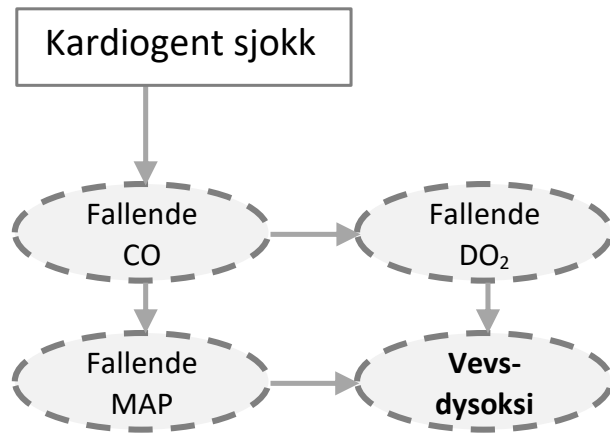 Kardiogent sjokk
Fallende
CO
Fallende
DO₂
Fallende
MAP
Vevs-
dysoksi